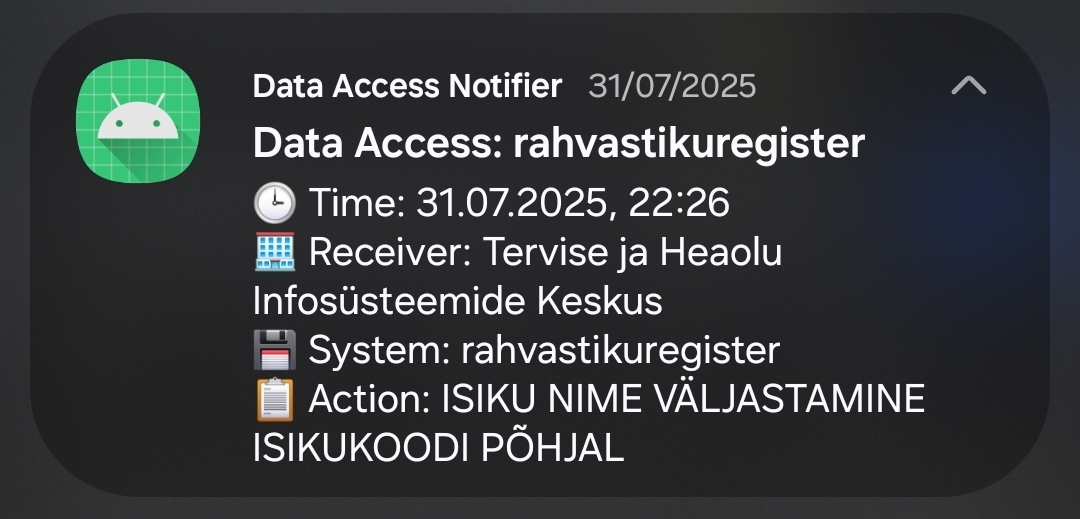 Data Access Notifier 31/07/2025
Data Access: rahvastikuregister
🕒 Time: 31.07.2025, 22:26
🏢 Receiver: Tervise ja Heaolu
Infosüsteemide Keskus
💾 System: rahvastikuregister
📋 Action: ISIKU NIME VÄLJASTAMINE
ISIKUKOODI PÕHJAL